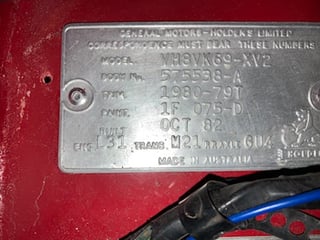 GENERAL MOTORS-HOLDEN'S LIMITED
CORRESPONDENCE MUST BEAR THESE NUMBERS
MODEL VH8VK69-XV2
BODY No. 575538-A
TRIM. 1980-79T
PAINT. 1F 075-D
BUILT OCT 82
ENG L31 TRANS. M21 GU4
MADE IN AUSTRALIA
HOLDEN